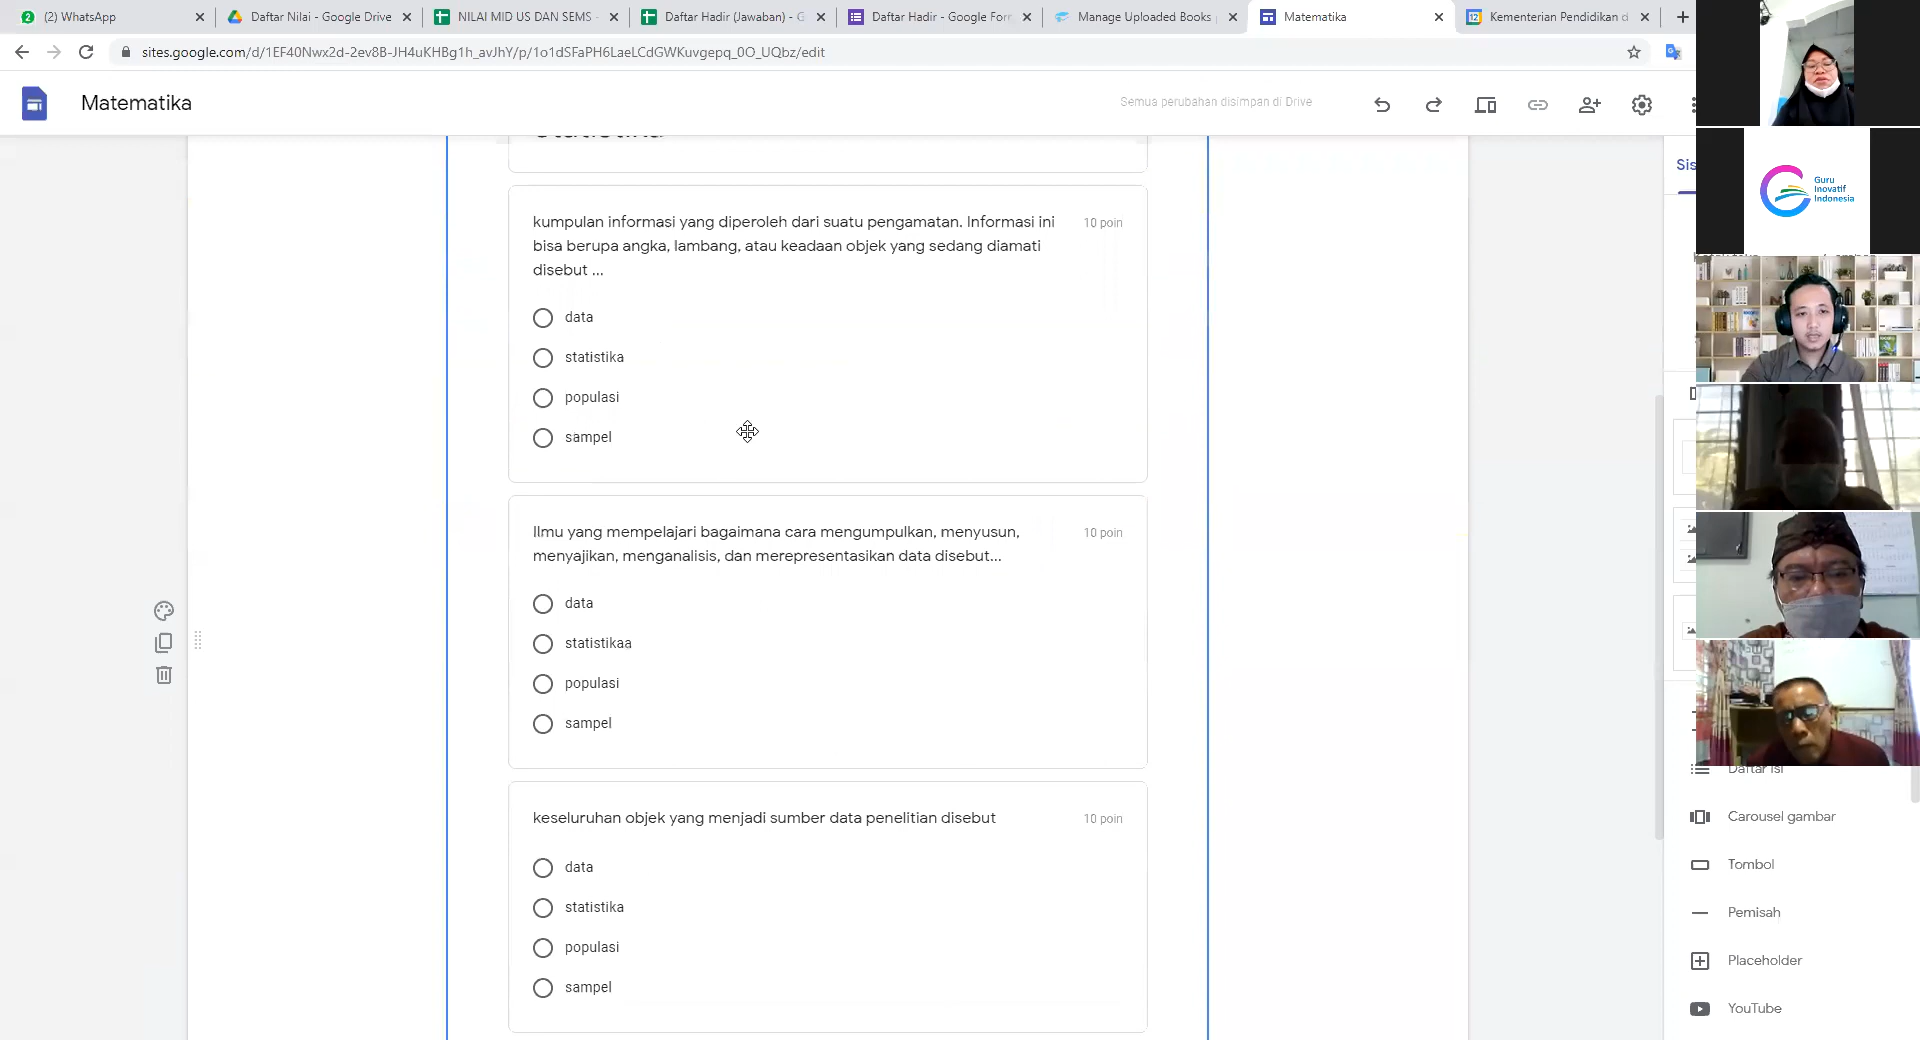 (2) WhatsApp
Daftar Nilai - Google Drive
NILAI MID US DAN SEMS -
Daftar Hadir (Jawaban) - G
Daftar Hadir - Google Forr
Manage Uploaded Books
Matematika
Kementerian Pendidikan d
sites.google.com/d/1EF40Nwx2d-2ev8B-JH4uKHBg1h_avJhY/p/1o1dSFaPH6LaeLCdGWKuvgepq_0O_UQbz/edit
Matematika
Semua perubahan disimpan di Drive
Sis
Guru
Inovatif
Indonesia
kumpulan informasi yang diperoleh dari suatu pengamatan. Informasi ini
bisa berupa angka, lambang, atau keadaan objek yang sedang diamati
disebut ...
10 poin
data
statistika
populasi
sampel
Ilmu yang mempelajari bagaimana cara mengumpulkan, menyusun,
menyajikan, menganalisis, dan merepresentasikan data disebut...
10 poin
data
statistikaa
populasi
sampel
keseluruhan objek yang menjadi sumber data penelitian disebut
10 poin
data
statistika
populasi
sampel
Daftar Isi
Carousel gambar
Tombol
Pemisah
Placeholder
YouTube